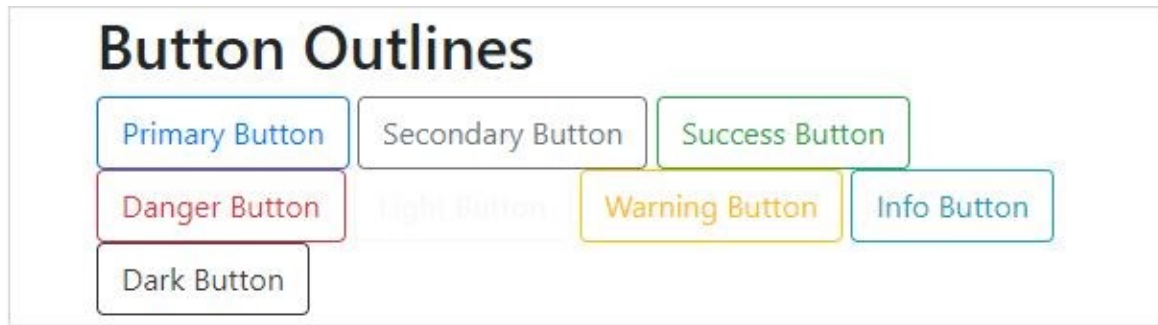 Button Outlines
Primary Button Secondary Button Success Button
Danger Button Light Button Warning Button Info Button
Dark Button